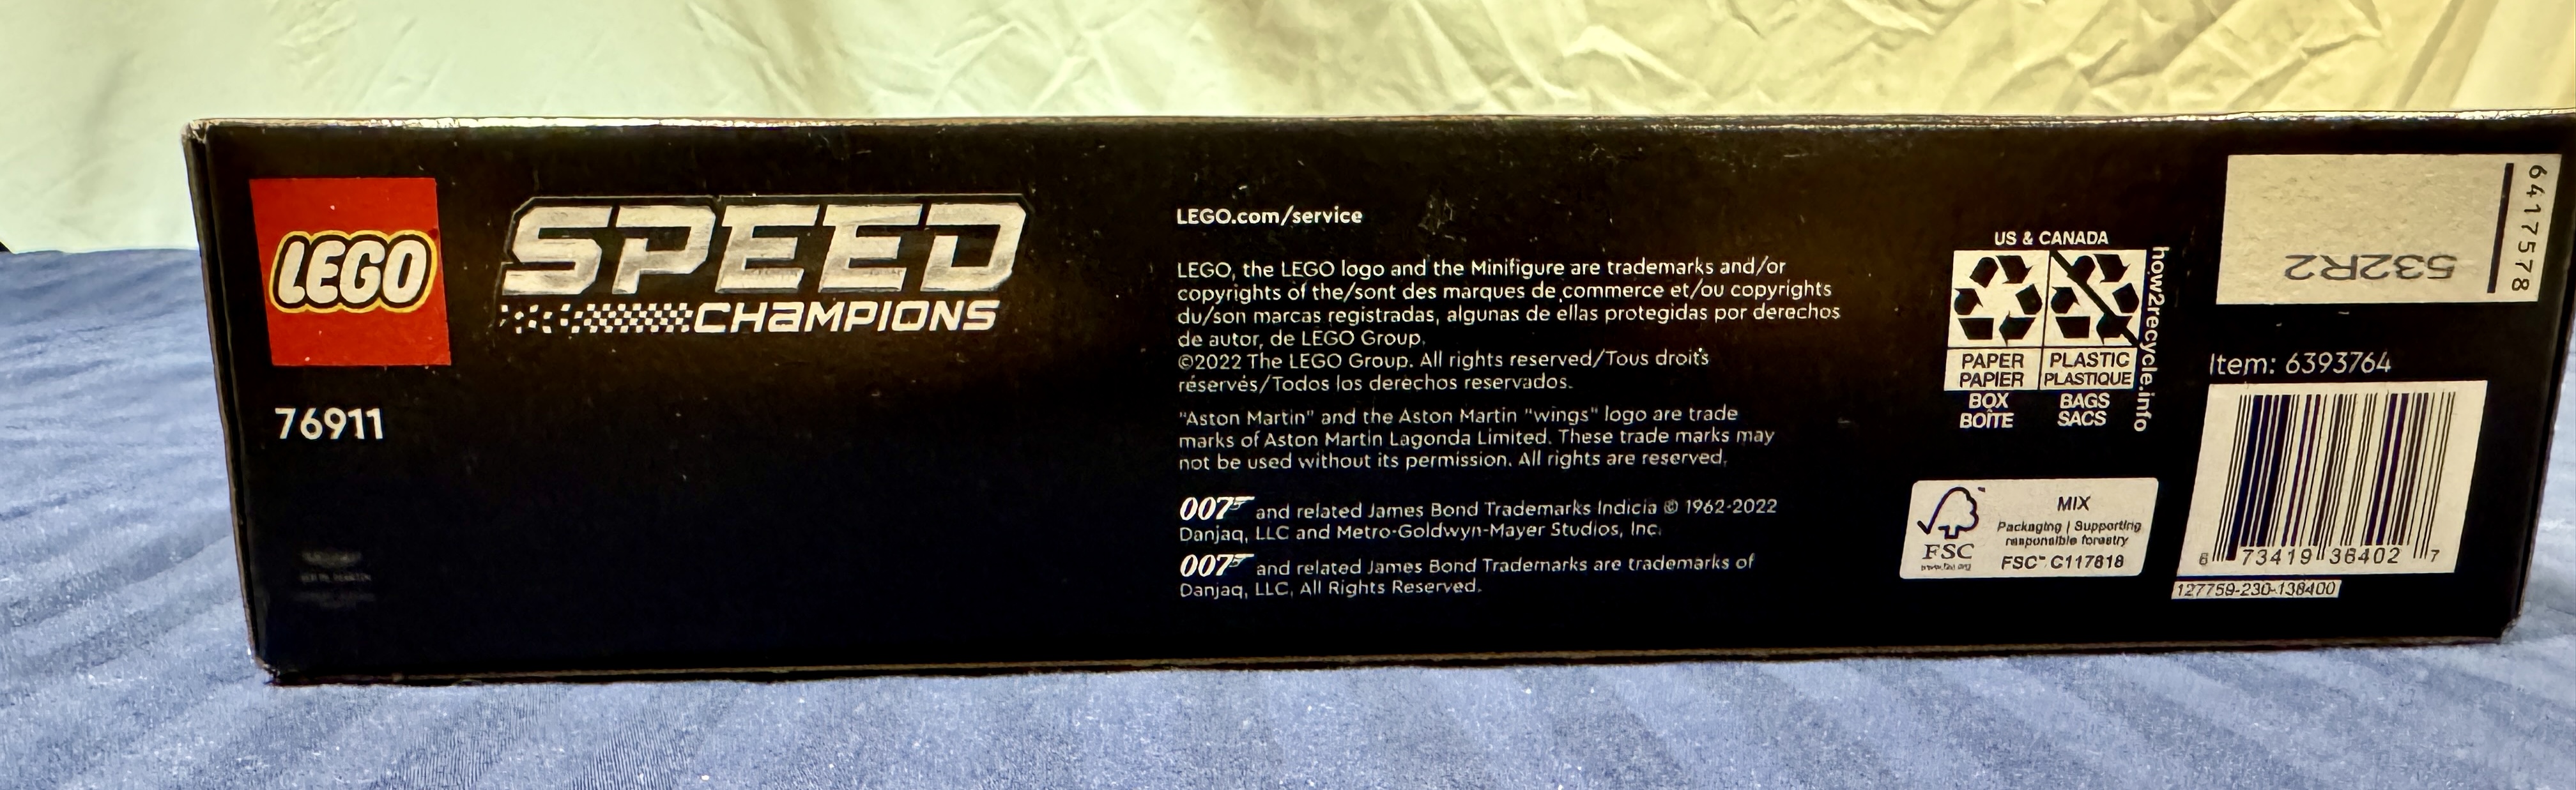 LEGO
SPEED
CHAMPIONS
76911
LEGO.com/service
LEGO, the LEGO logo and the Minifigure are trademarks and/or
copyrights of the/sont des marques de commerce et/ou copyrights
du/son marcas registradas, algunas de ellas protegidas por derechos
de autor, de LEGO Group.
©2022 The LEGO Group. All rights reserved/Tous droits
réservés/Todos los derechos reservados.
"Aston Martin" and the Aston Martin "wings" logo are trade
marks of Aston Martin Lagonda Limited. These trade marks may
not be used without its permission. All rights are reserved.
007 and related James Bond Trademarks Indicia © 1962-2022
Danjaq, LLC and Metro-Goldwyn-Mayer Studios, Inc.
007 and related James Bond Trademarks are trademarks of
Danjaq, LLC, All Rights Reserved.
US & CANADA
PAPER
PAPIER
BOX
BOÎTE
PLASTIC
PLASTIQUE
BAGS
SACS
how2recycle.info
FSC
www.fsc.org
MIX
Packaging | Supporting
responsible forestry
FSC™ C117818
6417578
532R2
Item: 6393764
6 73419 36402 7
127759-230-138400